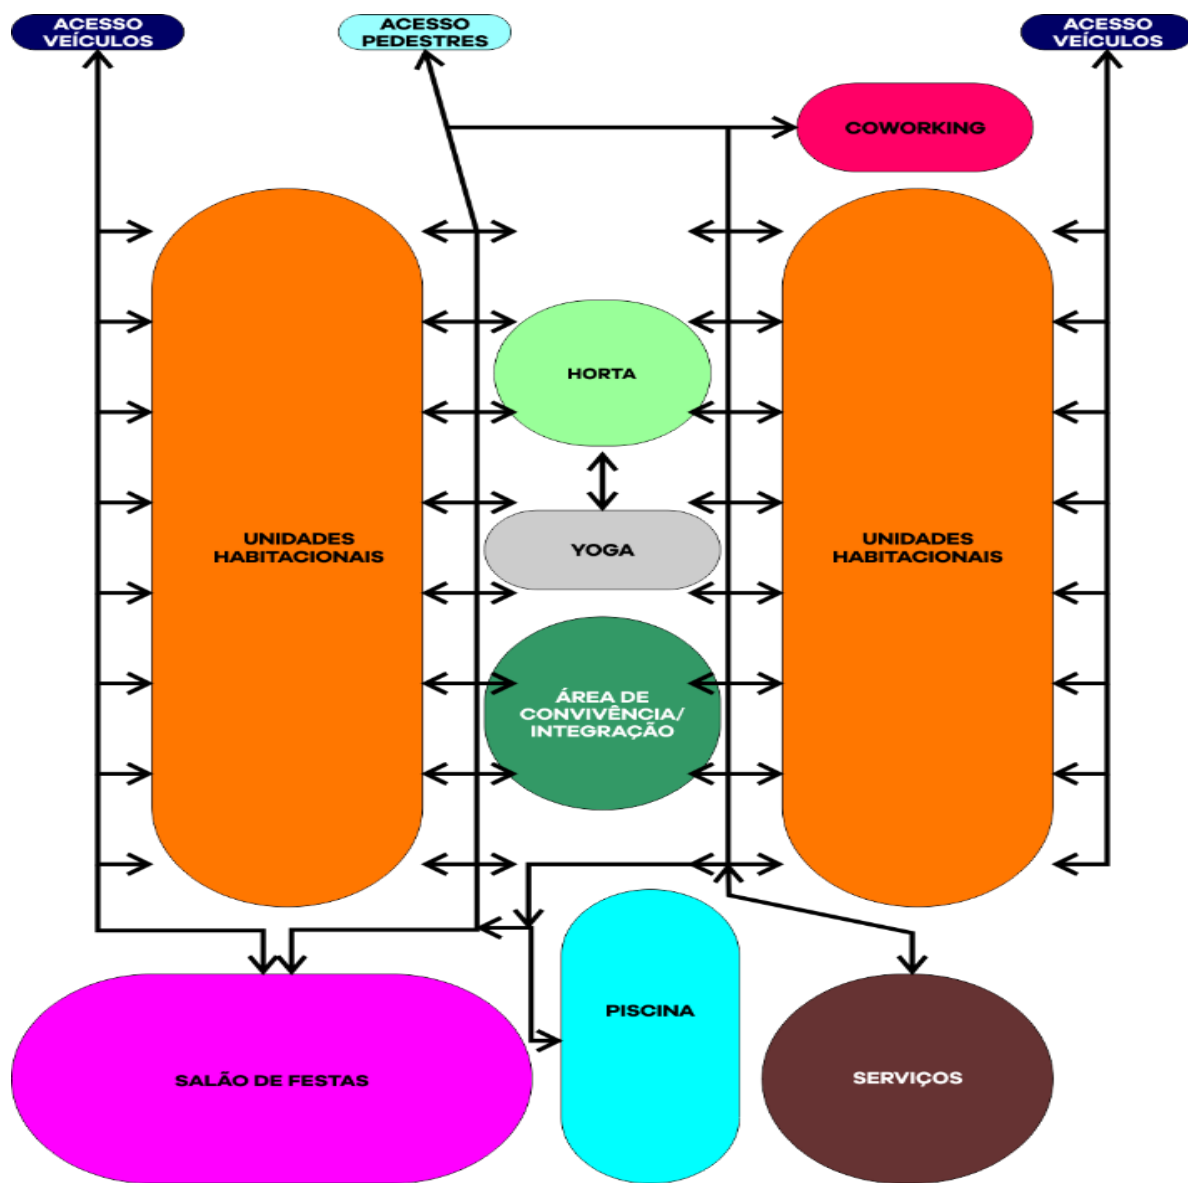 ACESSO
VEÍCULOS
ACESSO
PEDESTRES
ACESSO
VEÍCULOS
COWORKING
HORTA
UNIDADES
HABITACIONAIS
YOGA
UNIDADES
HABITACIONAIS
ÁREA DE
CONVIVÊNCIA/
INTEGRAÇÃO
PISCINA
SALÃO DE FESTAS
SERVIÇOS